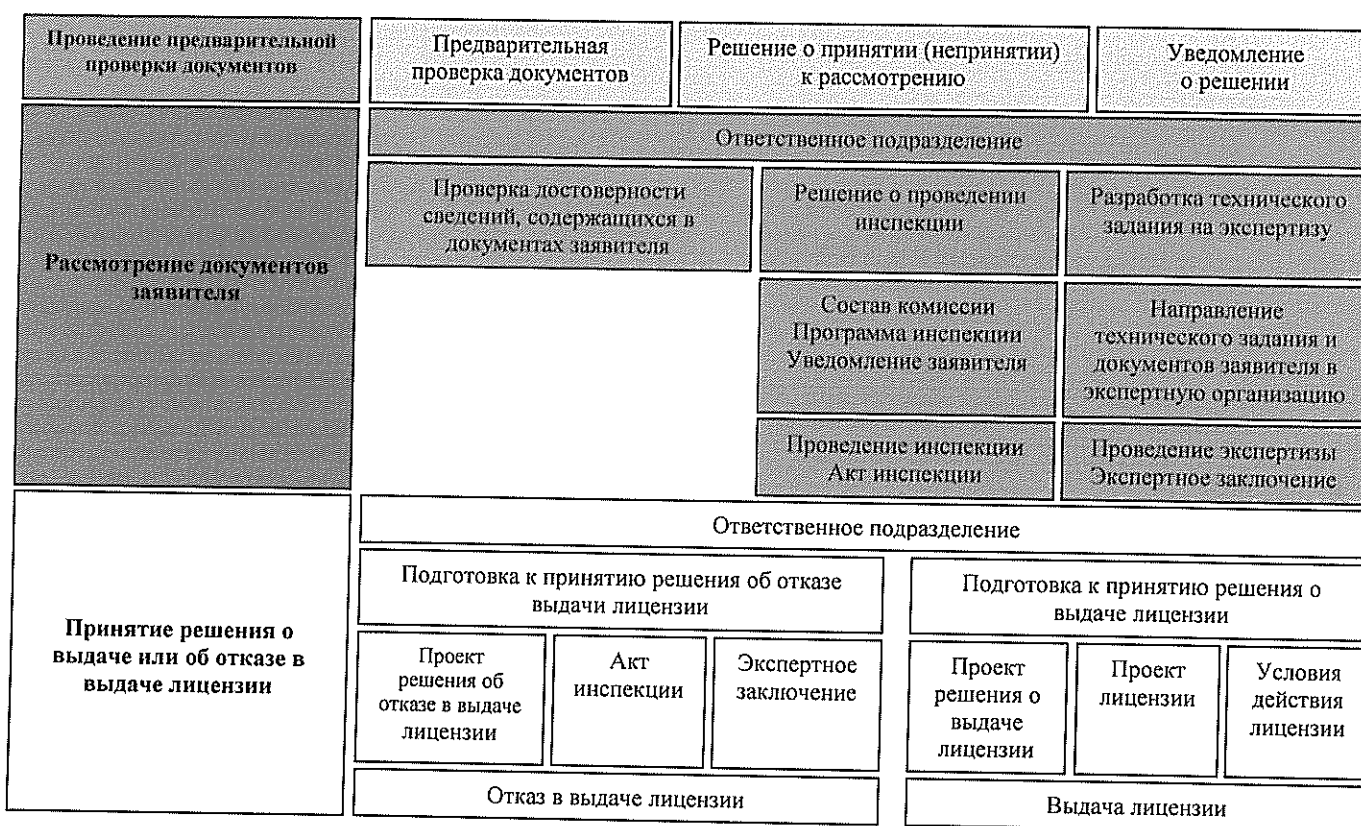 Проведение предварительной
проверки документов
Предварительная
проверка документов
Решение о принятии (непринятии)
к рассмотрению
Уведомление
о решении
Рассмотрение документов
заявителя
Ответственное подразделение
Проверка достоверности
сведений, содержащихся в
документах заявителя
Решение о проведении
инспекции
Разработка технического
задания на экспертизу
Состав комиссии
Программа инспекции
Уведомление заявителя
Направление
технического задания и
документов заявителя в
экспертную организацию
Проведение инспекции
Акт инспекции
Проведение экспертизы
Экспертное заключение
Принятие решения о
выдаче или об отказе в
выдаче лицензии
Ответственное подразделение
Подготовка к принятию решения об отказе
выдачи лицензии
Подготовка к принятию решения о
выдаче лицензии
Проект
решения об
отказе в выдаче
лицензии
Акт
инспекции
Экспертное
заключение
Проект
решения о
выдаче
лицензии
Проект
лицензии
Условия
действия
лицензии
Отказ в выдаче лицензии
Выдача лицензии